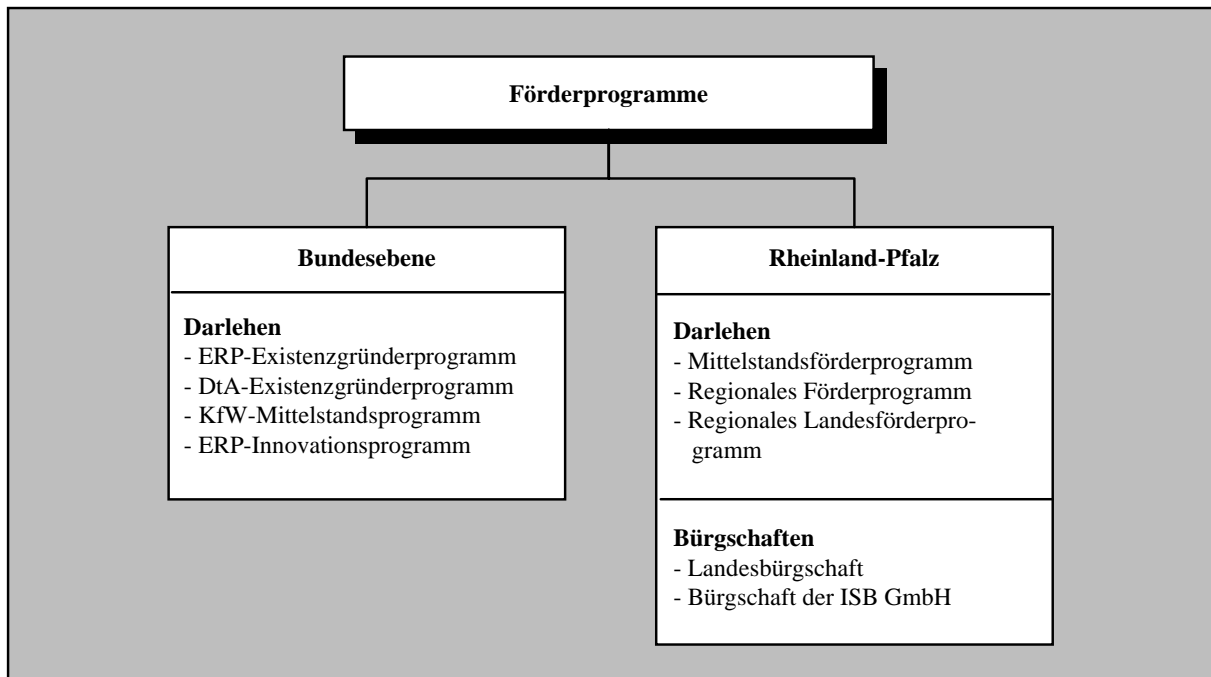 Förderprogramme
Bundesebene
Darlehen
- ERP-Existenzgründerprogramm
- DtA-Existenzgründerprogramm
- KfW-Mittelstandsprogramm
- ERP-Innovationsprogramm
Rheinland-Pfalz
Darlehen
- Mittelstandsförderprogramm
- Regionales Förderprogramm
- Regionales Landesförderpro-
gramm
Bürgschaften
- Landesbürgschaft
- Bürgschaft der ISB GmbH